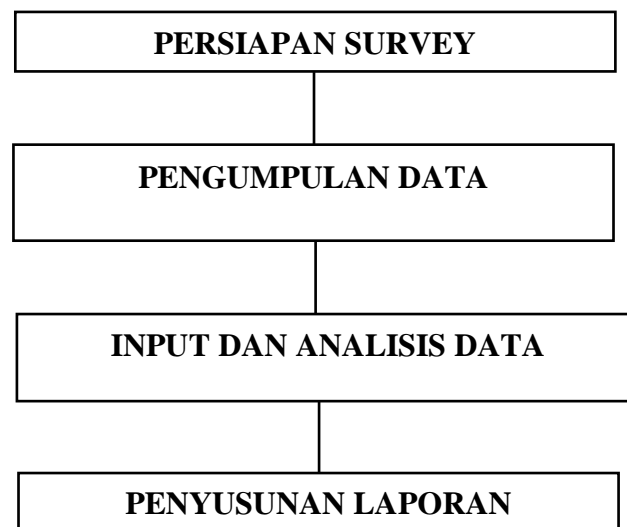 PERSIAPAN SURVEY
PENGUMPULAN DATA
INPUT DAN ANALISIS DATA
PENYUSUNAN LAPORAN